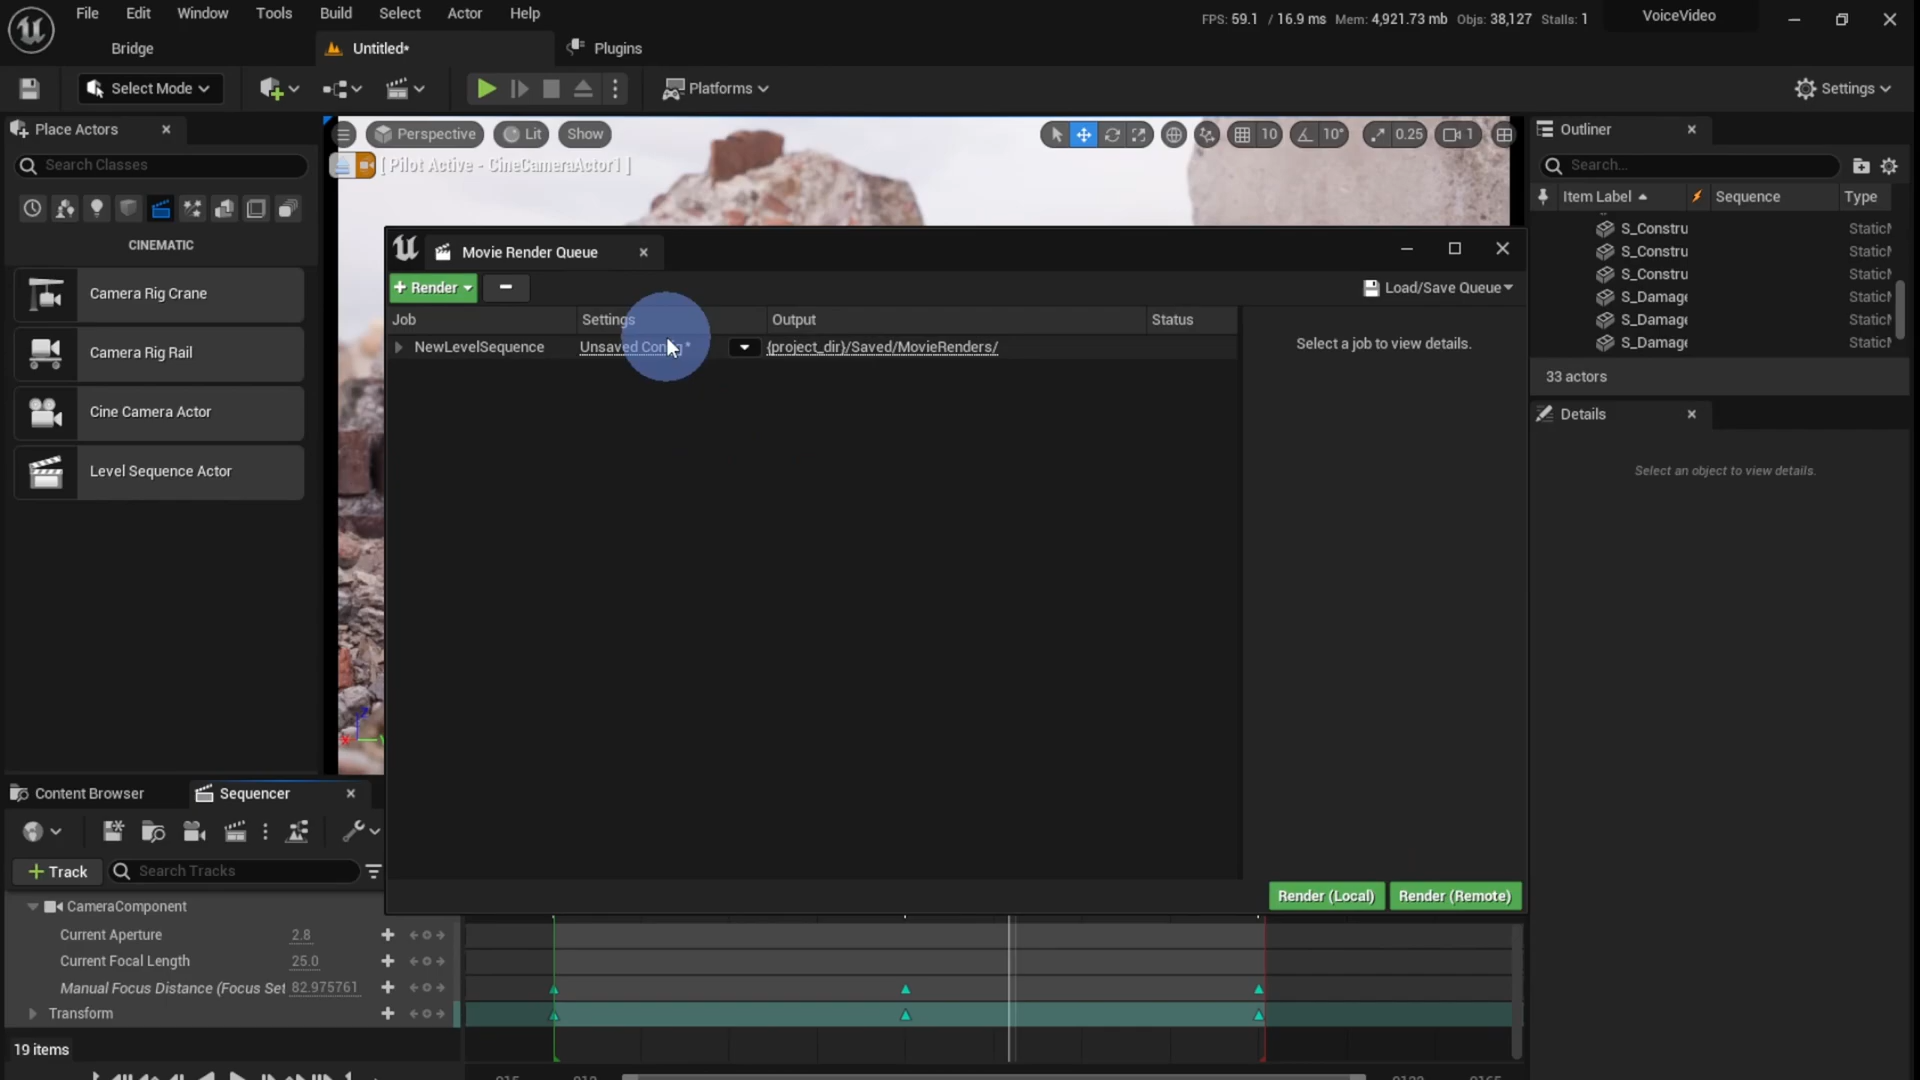 File Edit Window Tools Build Select Actor Help
FPS: 59.1 / 16.9 ms Mem: 4,921.73 mb Objs: 38,127 Stalls: 1
VoiceVideo
Bridge
Untitled*
Plugins
Select Mode
Platforms
Settings
Place Actors
Search Classes
CINEMATIC
Camera Rig Crane
Camera Rig Rail
Cine Camera Actor
Level Sequence Actor
Perspective Lit Show
10 10° 0.25 1
[ Pilot Active - CineCameraActor1 ]
Movie Render Queue
+ Render
Load/Save Queue
Job Settings Output Status
NewLevelSequence {project_dir}/Saved/MovieRenders/
Unsaved
Select a job to view details.
Render (Local) Render (Remote)
Outliner
Search...
Item Label Sequence Type
S_Constru
S_Constru
S_Constru
S_Damage
S_Damage
S_Damage
33 actors
Details
Select an object to view details.
Content Browser
Sequencer
+ Track
Search Tracks
CameraComponent
Current Aperture 2.8
Current Focal Length 25.0
Manual Focus Distance (Focus Set 82.975761
Transform
19 items